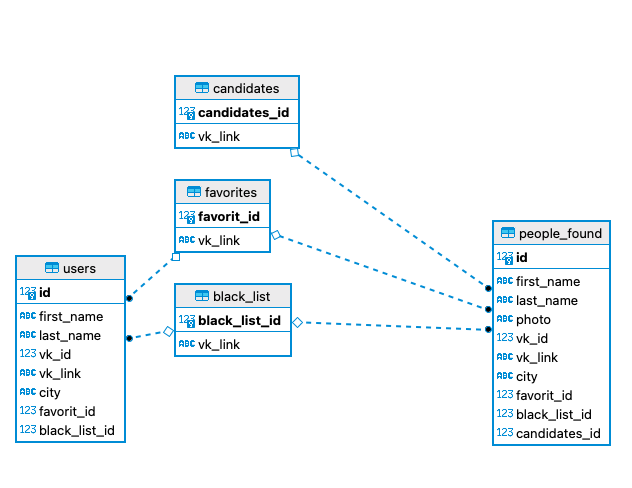 candidates
123 candidates_id
ABC vk_link
favorites
123 favorit_id
ABC vk_link
users
123 id
ABC first_name
ABC last_name
123 vk_id
ABC vk_link
ABC city
123 favorit_id
123 black_list_id
black_list
123 black_list_id
ABC vk_link
people_found
123 id
ABC first_name
ABC last_name
ABC photo
123 vk_id
ABC vk_link
ABC city
123 favorit_id
123 black_list_id
123 candidates_id